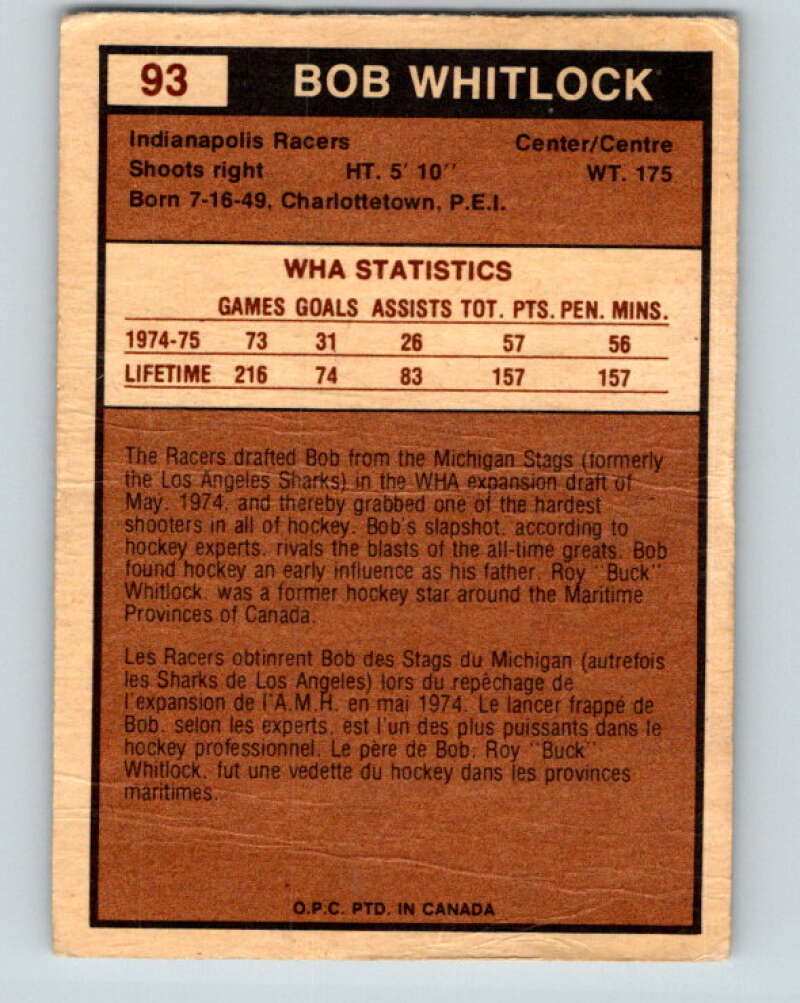 93 BOB WHITLOCK
Indianapolis Racers Center/Centre
Shoots right HT. 5' 10'' WT. 175
Born 7-16-49, Charlottetown, P.E.I.
WHA STATISTICS
GAMES GOALS ASSISTS TOT. PTS. PEN. MINS.
1974-75 73 31 26 57 56
LIFETIME 216 74 83 157 157
The Racers drafted Bob from the Michigan Stags (formerly
the Los Angeles Sharks) in the WHA expansion draft of
May, 1974, and thereby grabbed one of the hardest
shooters in all of hockey. Bob's slapshot, according to
hockey experts, rivals the blasts of the all-time greats. Bob
found hockey an early influence as his father, Roy "Buck"
Whitlock, was a former hockey star around the Maritime
Provinces of Canada.
Les Racers obtinrent Bob des Stags du Michigan (autrefois
les Sharks de Los Angeles) lors du repêchage de
l'expansion de l'A.M.H. en mai 1974. Le lancer frappé de
Bob, selon les experts, est l'un des plus puissants dans le
hockey professionnel. Le père de Bob, Roy "Buck"
Whitlock, fut une vedette du hockey dans les provinces
maritimes.
O.P.C. PTD. IN CANADA